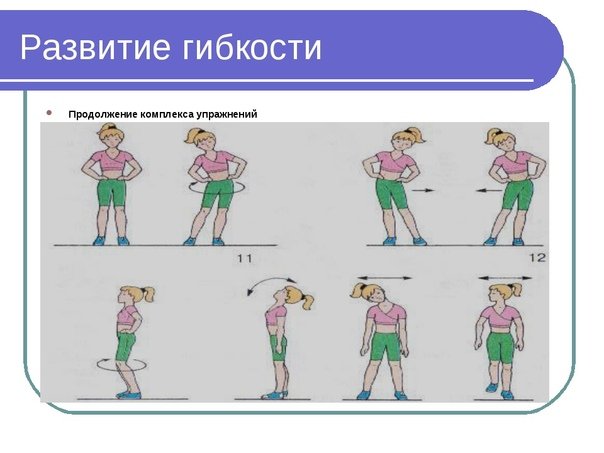 Развитие гибкости
Продолжение комплекса упражнений
11
12